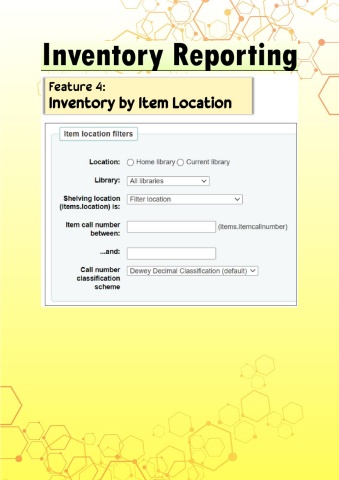 Inventory Reporting
Feature 4:
Inventory by Item Location
Item location filters
Location: Home library Current library
Library: All libraries
Shelving location Filter location
(items.location) is:
Item call number (items.itemcallnumber)
between:
...and:
Call number Dewey Decimal Classification (default)
classification
scheme